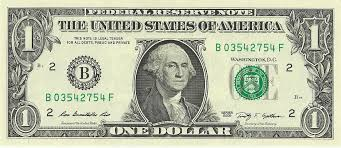 1
FEDERAL RESERVE NOTE
1
THE UNITED STATES OF AMERICA
THIS NOTE IS LEGAL TENDER
FOR ALL DEBTS, PUBLIC AND PRIVATE
B 03542754 F
WASHINGTON, D.C.
2
B
2
B 03542754 F
2
2
SERIES
1
ONE DOLLAR
1